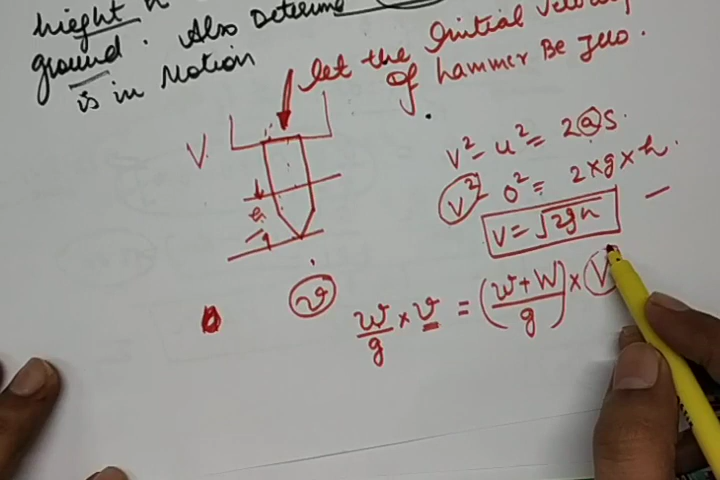 hieght h
ground. Also Determine
is in Motion
let the Initial Velocity
of hammer Be zero.
V
V² - u² = 2as.
V² - 0² = 2×g×h.
V = √2gh
v
w/g × v = (w+W/g) × V